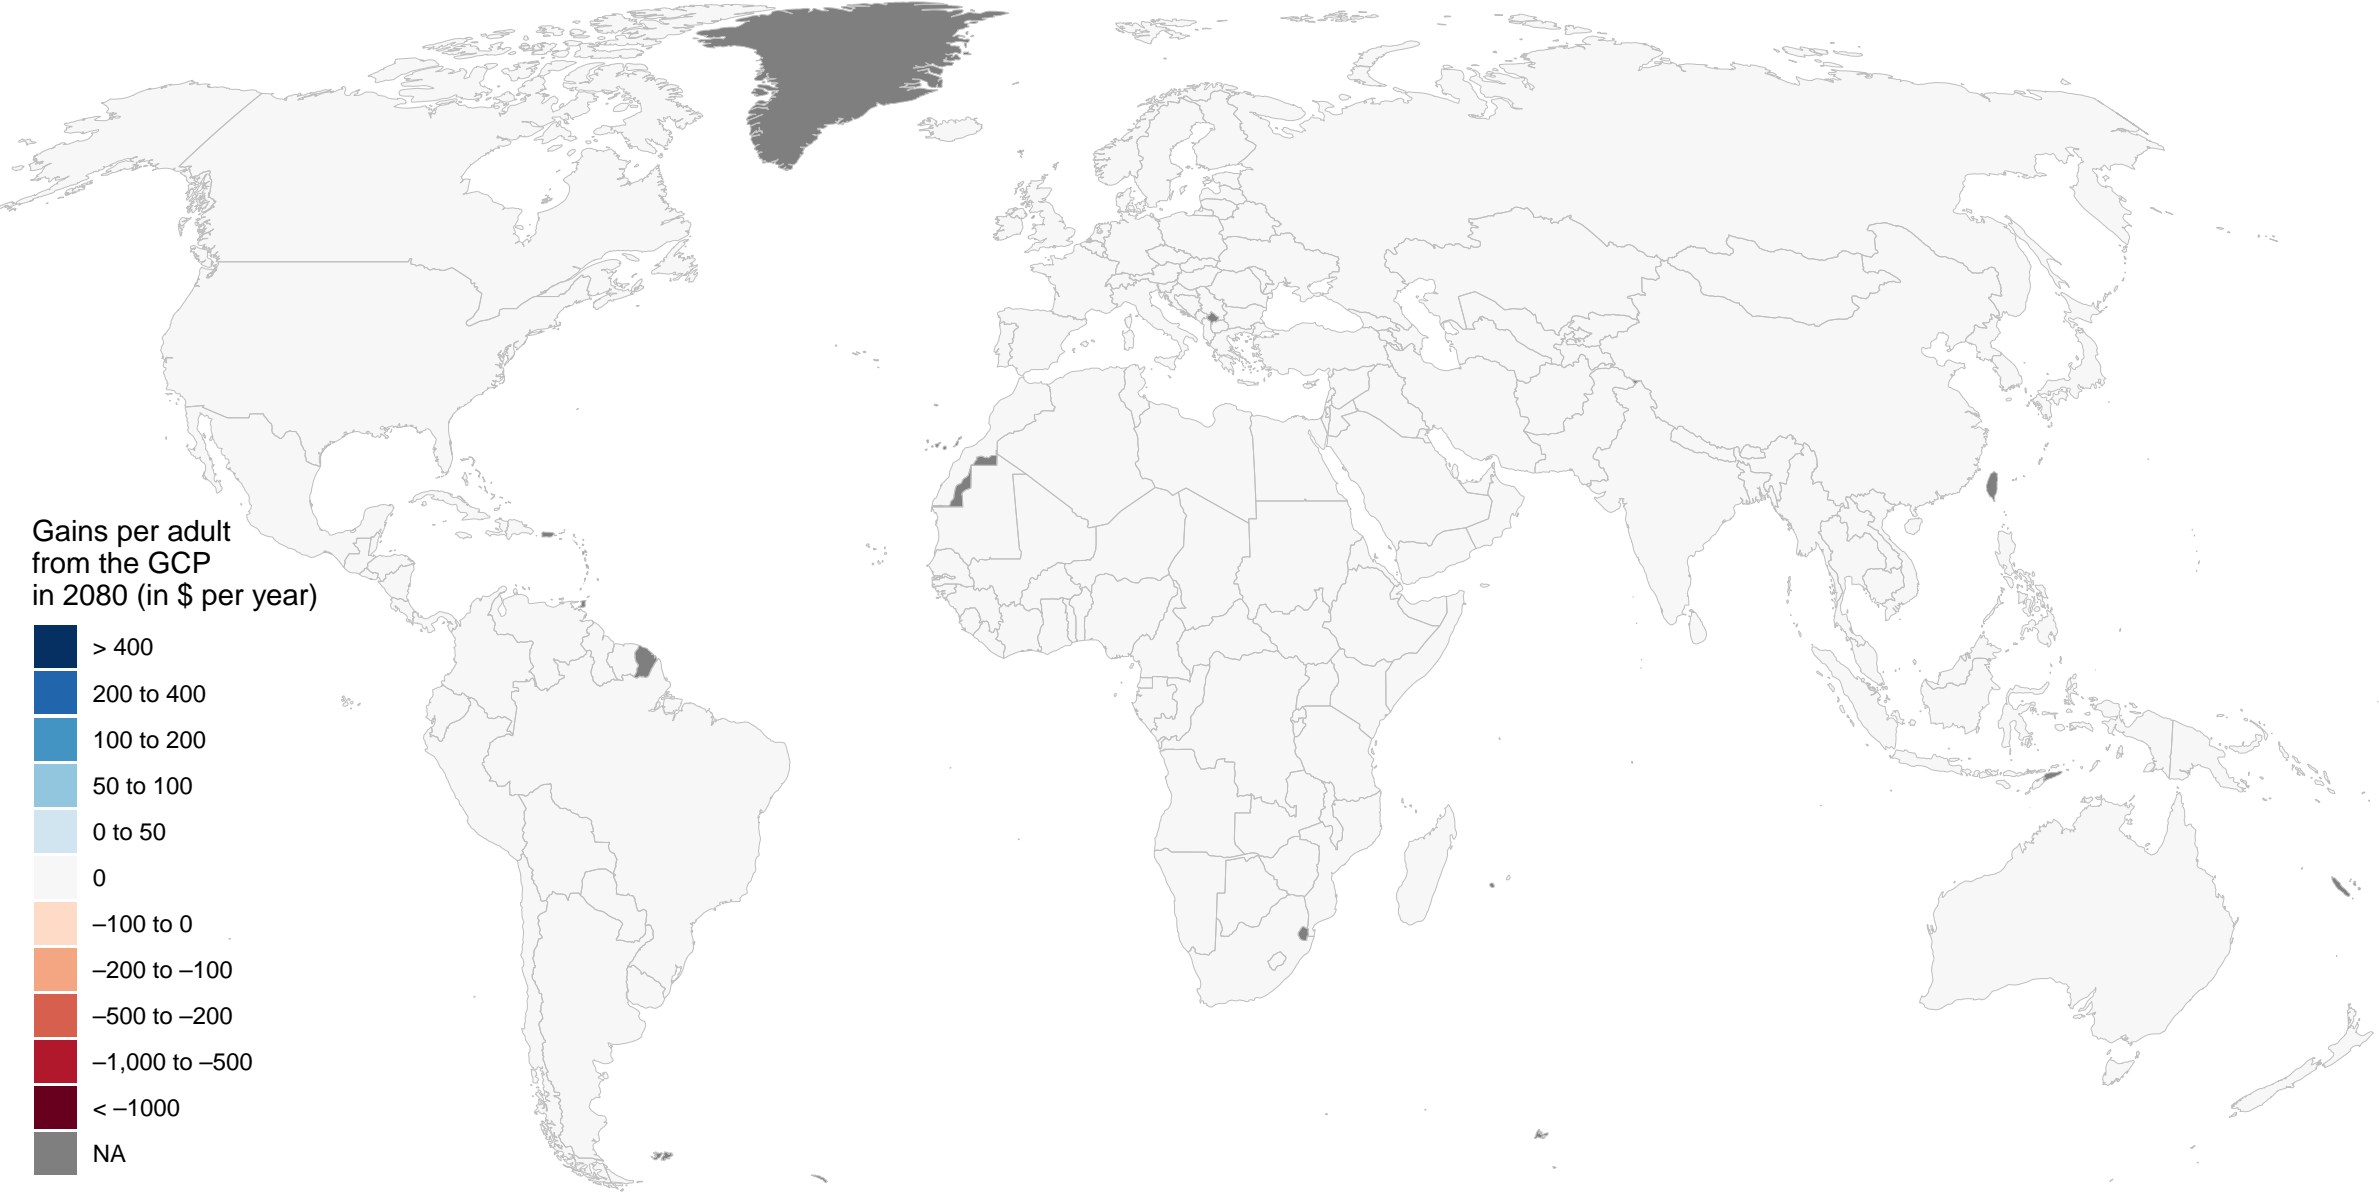 Gains per adult
from the GCP
in 2080 (in $ per year)
> 400
200 to 400
100 to 200
50 to 100
0 to 50
0
–100 to 0
–200 to –100
–500 to –200
–1,000 to –500
< –1000
NA